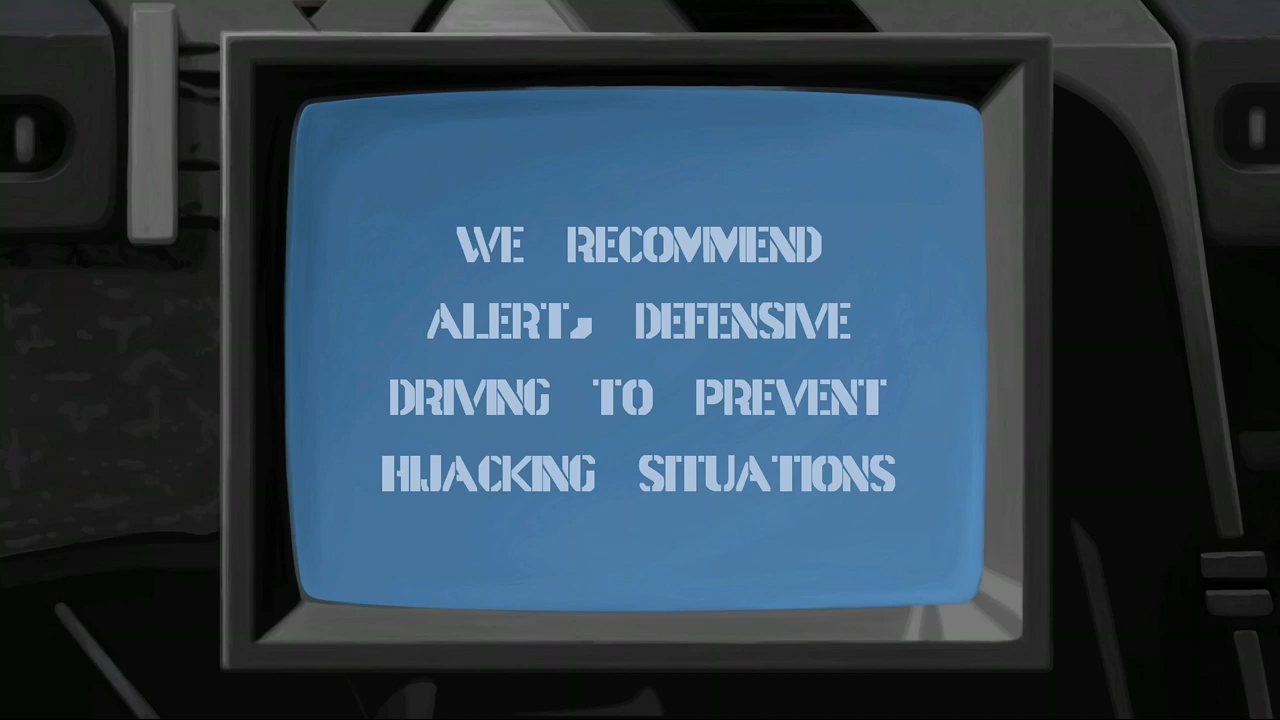 WE RECOMMEND
ALERT, DEFENSIVE
DRIVING TO PREVENT
HIJACKING SITUATIONS